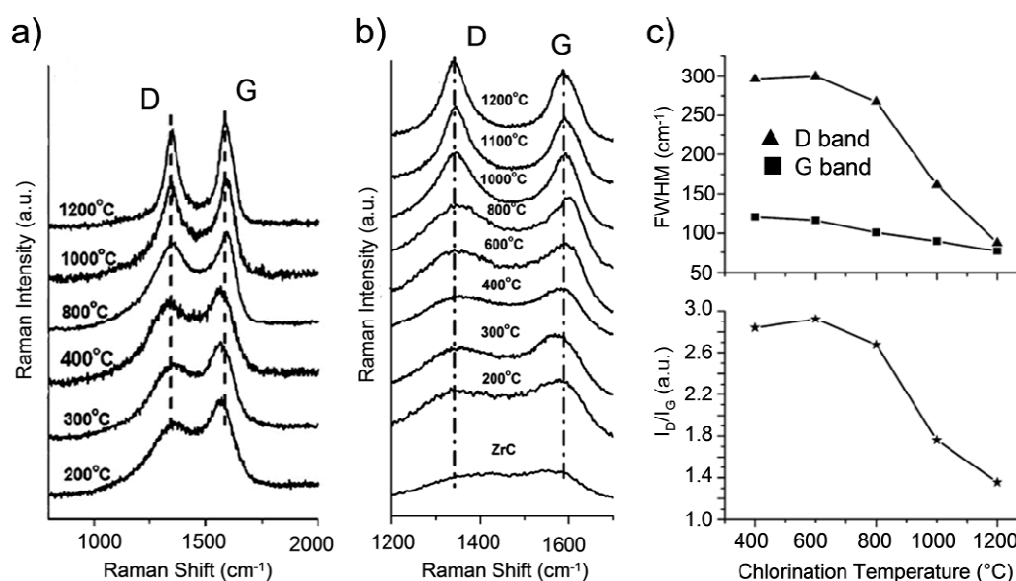 a)
D
G
1200°C
1000°C
800°C
400°C
300°C
200°C
Raman Intensity (a.u.)
1000
1500
2000
Raman Shift (cm⁻¹)
b)
D
G
1200°C
1100°C
1000°C
800°C
600°C
400°C
300°C
200°C
ZrC
Raman Intensity (a.u.)
1200
1400
1600
Raman Shift (cm⁻¹)
c)
300
250
200
150
100
50
FWHM (cm⁻¹)
D band
G band
3.0
2.6
2.2
1.8
1.4
1.0
I_D/I_G (a.u.)
400 600 800 1000 1200
Chlorination Temperature (°C)